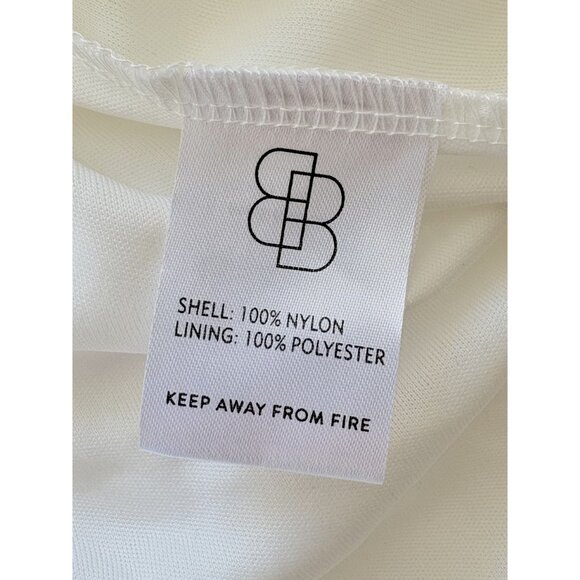 SHELL: 100% NYLON
LINING: 100% POLYESTER
KEEP AWAY FROM FIRE